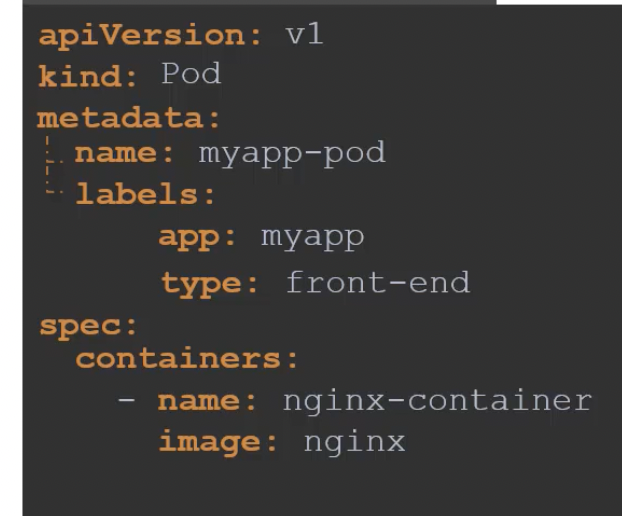 apiVersion: v1
kind: Pod
metadata:
  name: myapp-pod
  labels:
      app: myapp
      type: front-end
spec:
  containers:
    - name: nginx-container
      image: nginx